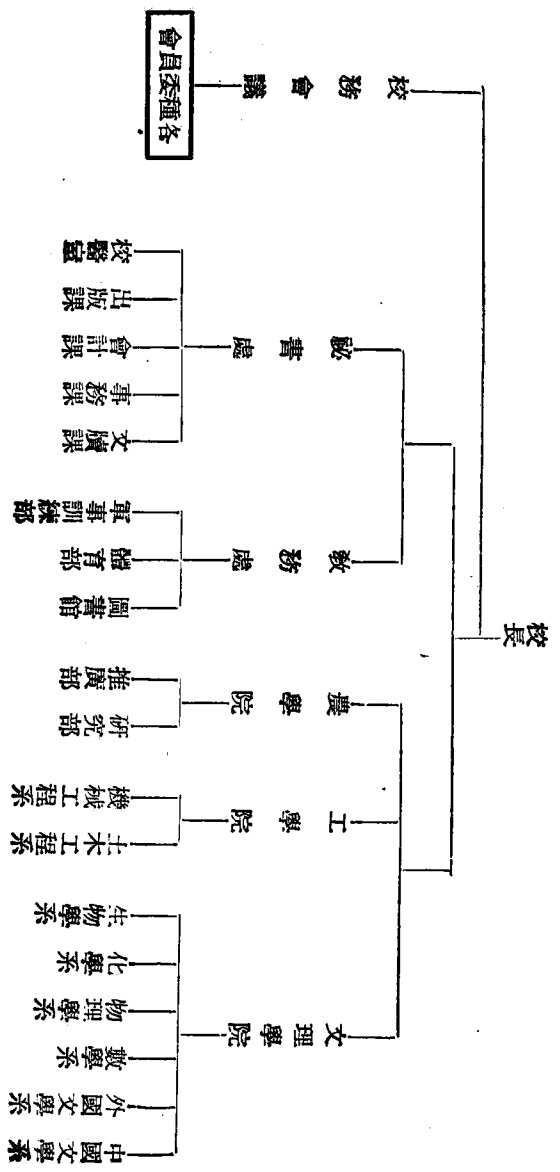 校長
文理學院
工學院
農學院
教務處
祕書處
校務會議
中國文學系
外國文學系
數學系
物理學系
化學系
生物學系
土木工程系
機械工程系
研究部
推廣部
圖書館
體育部
軍事訓練部
文牘課
事務課
會計課
出版課
校醫室
各種委員會